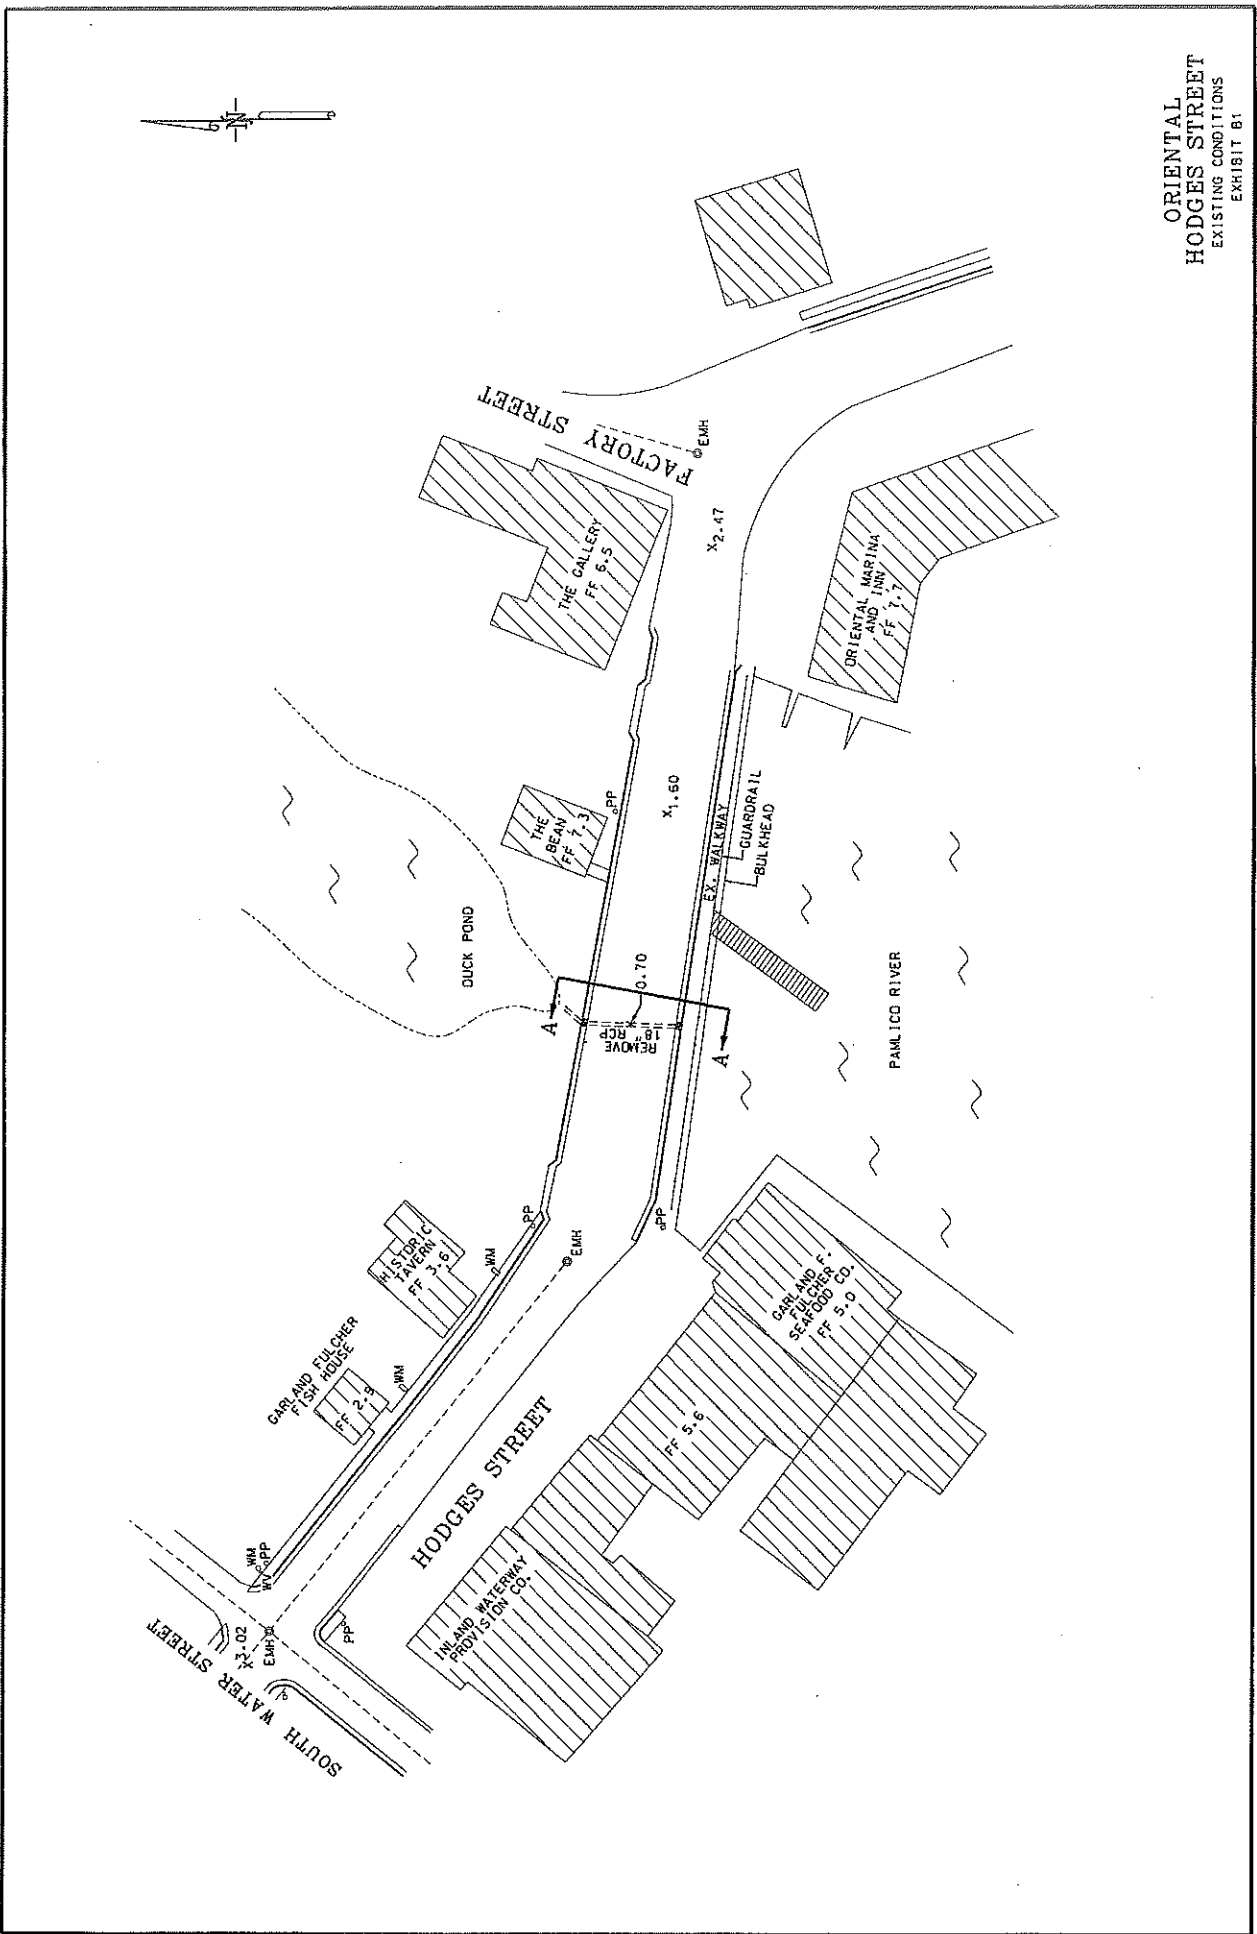 N
SOUTH WATER STREET
WM
WV
PP
3.02
X
EMH
PP
GARLAND FULCHER
FISH HOUSE
FF 2.9
WM
HISTORIC
TAVERN
FF 3.6
WM
PP
EMH
HODGES STREET
INLAND WATERWAY
PROVISION CO.
FF 5.6
GARLAND F.
FULCHER
SEAFOOD CO.
FF 5.0
PP
DUCK POND
A
REMOVE
18" RCP
X
0.70
A
THE
BEAN
FF 7.3
PP
X1.60
EX. WALKWAY
GUARDRAIL
BULKHEAD
PAMLICO RIVER
THE GALLERY
FF 6.5
FACTORY STREET
EMH
X2.47
ORIENTAL MARINA
AND INN
FF 7.7
ORIENTAL
HODGES STREET
EXISTING CONDITIONS
EXHIBIT B1